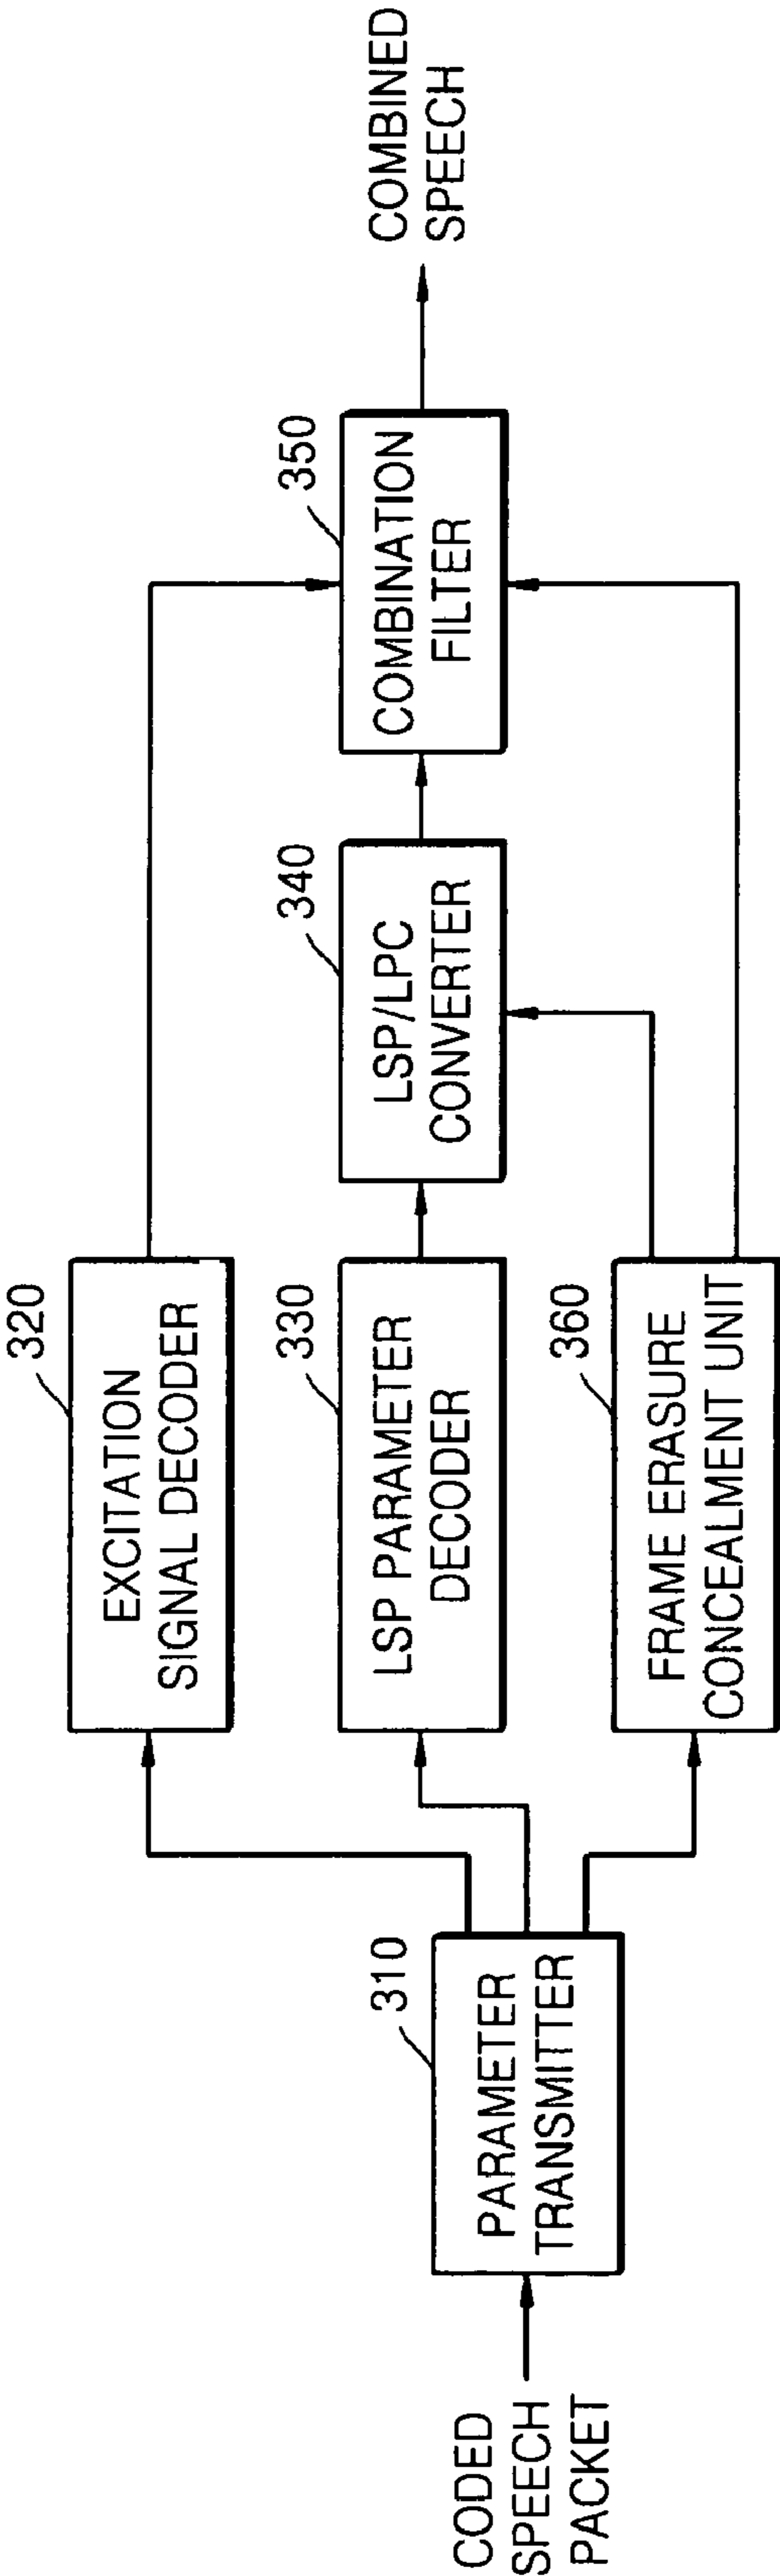 CODED
SPEECH
PACKET
310
PARAMETER
TRANSMITTER
320
EXCITATION
SIGNAL DECODER
330
LSP PARAMETER
DECODER
360
FRAME ERASURE
CONCEALMENT UNIT
340
LSP/LPC
CONVERTER
350
COMBINATION
FILTER
COMBINED
SPEECH